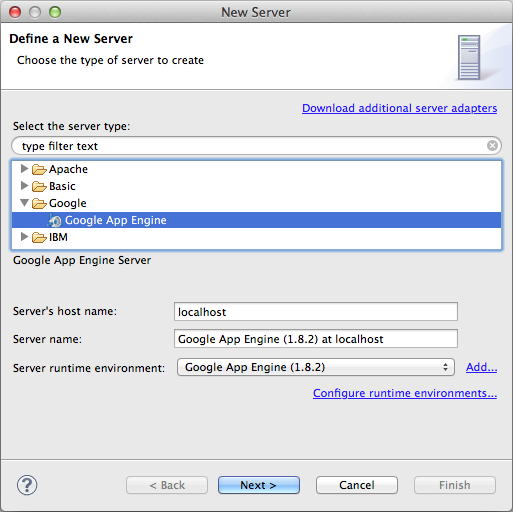 New Server
Define a New Server
Choose the type of server to create
Download additional server adapters
Select the server type:
type filter text
Apache
Basic
Google
Google App Engine
IBM
Google App Engine Server
Server's host name: localhost
Server name: Google App Engine (1.8.2) at localhost
Server runtime environment: Google App Engine (1.8.2) Add...
Configure runtime environments...
? < Back Next > Cancel Finish